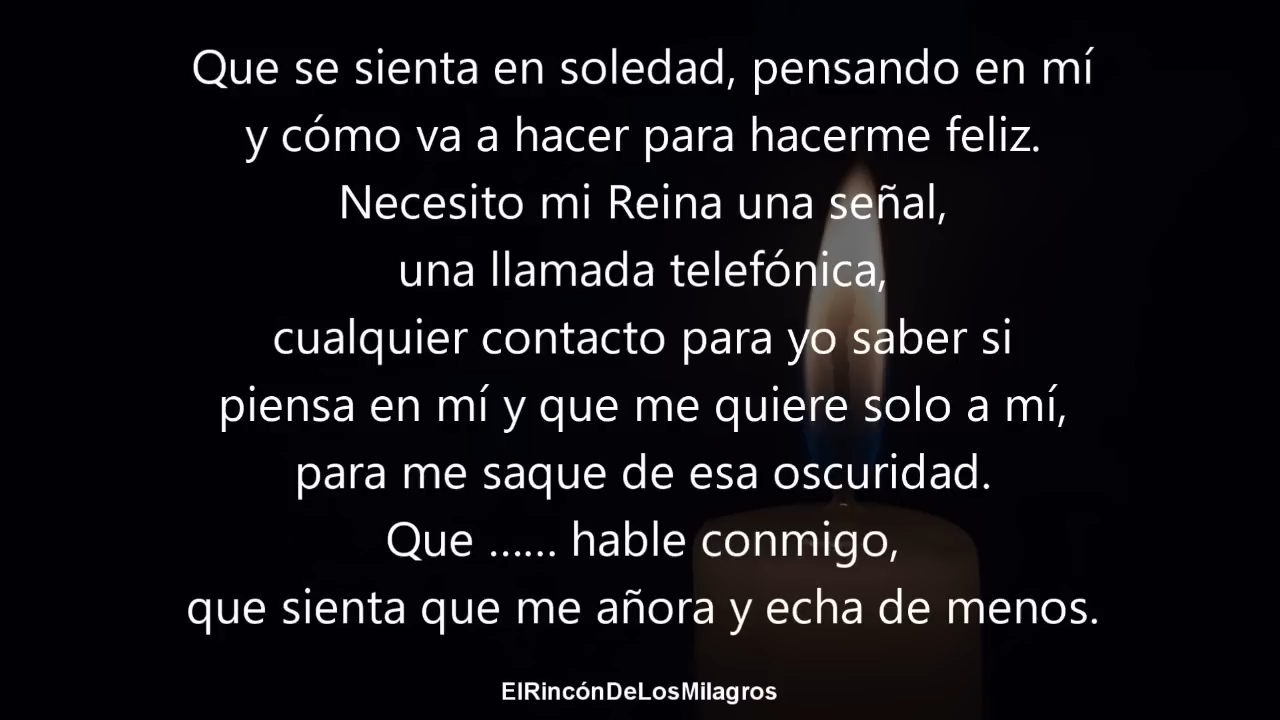 Que se sienta en soledad, pensando en mí
y cómo va a hacer para hacerme feliz.
Necesito mi Reina una señal,
una llamada telefónica,
cualquier contacto para yo saber si
piensa en mí y que me quiere solo a mí,
para me saque de esa oscuridad.
Que ...... hable conmigo,
que sienta que me añora y echa de menos.
ElRincónDeLosMilagros